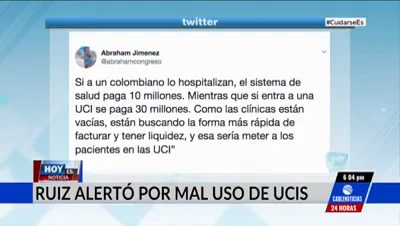 twitter
#CuidarseEs
Abraham Jimenez
@abrahamcongreso
Si a un colombiano lo hospitalizan, el sistema de
salud paga 10 millones. Mientras que si entra a una
UCI se paga 30 millones. Como las clínicas están
vacías, están buscando la forma más rápida de
facturar y tener liquidez, y esa sería meter a los
pacientes en las UCI"
HOY ES
NOTICIA
6:04 pm
RUIZ ALERTÓ POR MAL USO DE UCIS
CABLENOTICIAS
24 HORAS